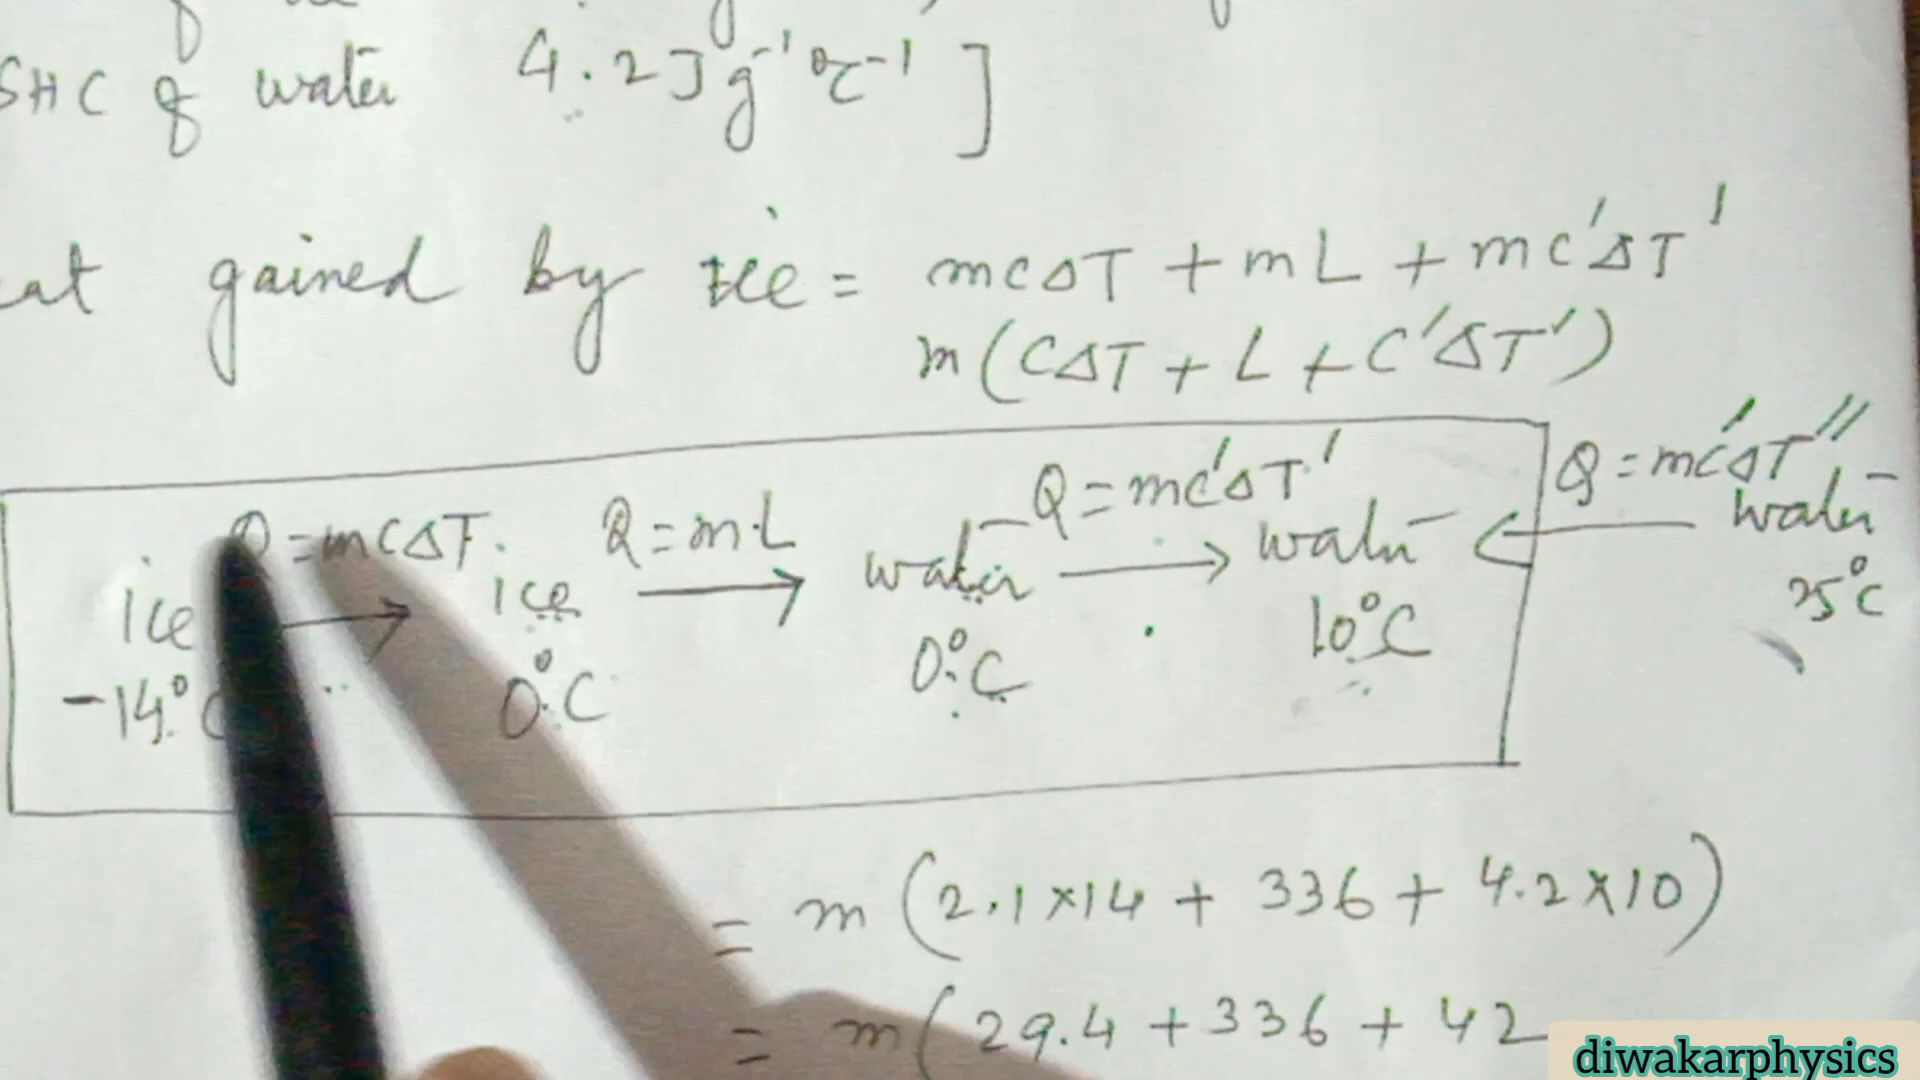 SHC of water 4.2 J g⁻¹ °C⁻¹ ]
gained by ice = mcΔT + mL + mc'ΔT'
m (CΔT + L + C'ΔT')
Q = mcΔT Q = mL Q = mc'ΔT' Q = mc'ΔT''
ice → ice → water → water ← water
-14°C 0°C 0°C 10°C 25°C
= m (2.1 × 14 + 336 + 4.2 × 10)
= m ( 29.4 + 336 + 42
diwakarphysics